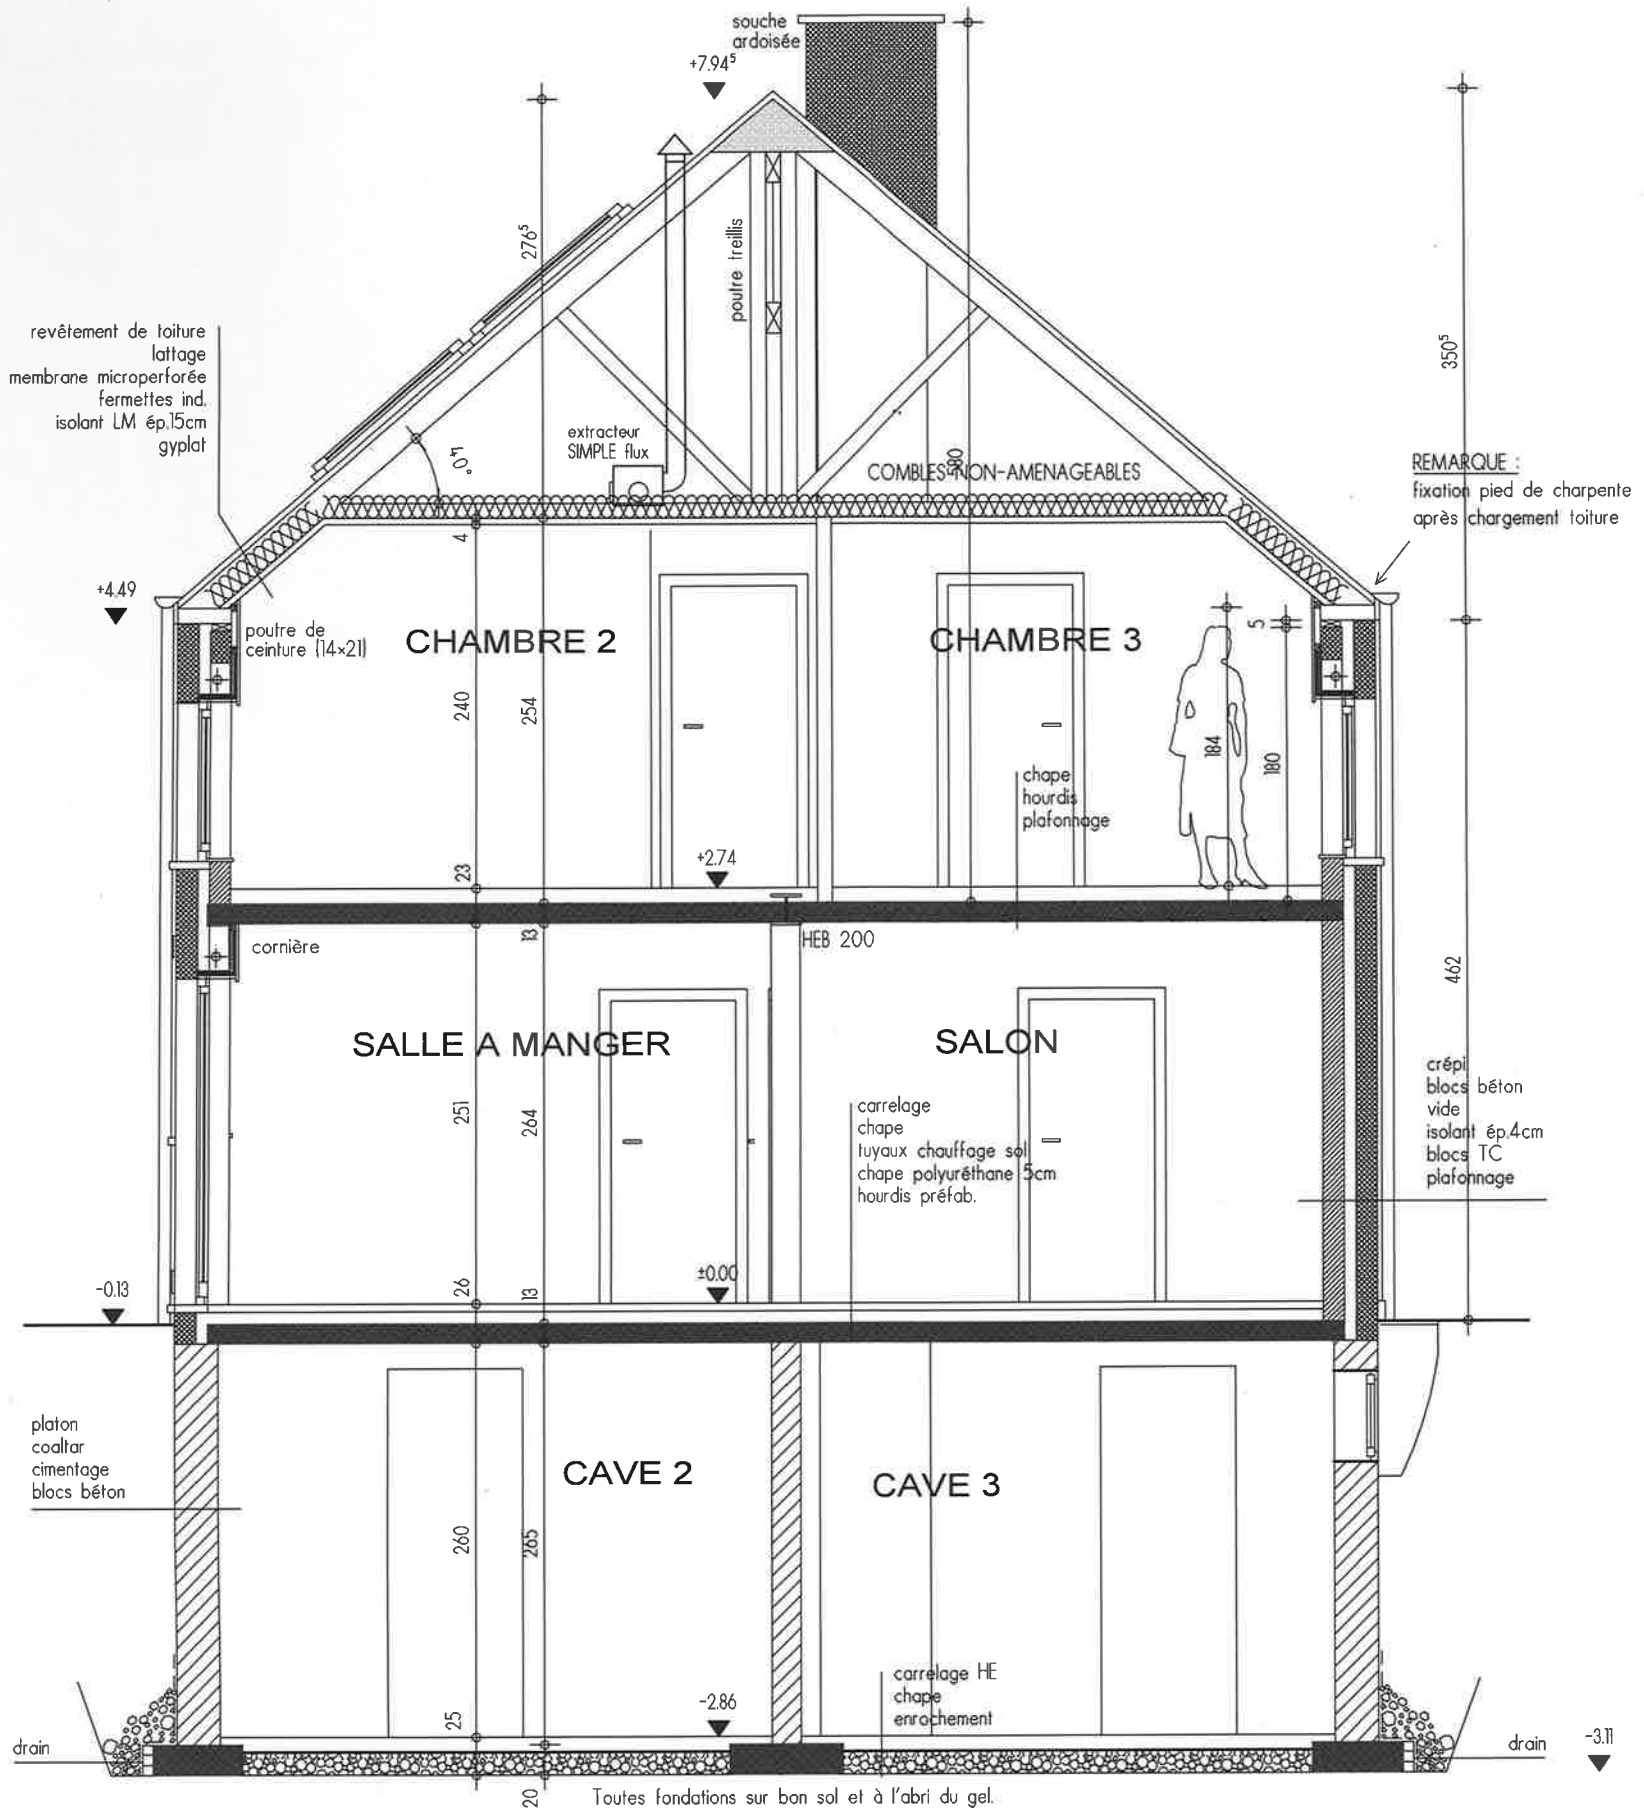 souche
ardoisée
+7.94⁵
276⁵
poutre treillis
350⁵
revêtement de toiture
lattage
membrane microperforée
fermettes ind.
isolant LM ép.15cm
gyplat
40°
extracteur
SIMPLE flux
580
COMBLES NON-AMENAGEABLES
REMARQUE :
fixation pied de charpente
après chargement toiture
4
+4.49
poutre de
ceinture (14×21)
CHAMBRE 2
CHAMBRE 3
5
240
254
184
180
chape
hourdis
plafonnage
23
+2.74
cornière
13
HEB 200
462
SALLE A MANGER
SALON
251
264
carrelage
chape
tuyaux chauffage sol
chape polyuréthane 5cm
hourdis préfab.
crépi
blocs béton
vide
isolant ép.4cm
blocs TC
plafonnage
-0.13
26
13
±0.00
platon
coaltar
cimentage
blocs béton
CAVE 2
CAVE 3
260
265
25
-2.86
carrelage HE
chape
enrochement
drain
drain
-3.11
20
Toutes fondations sur bon sol et à l'abri du gel.